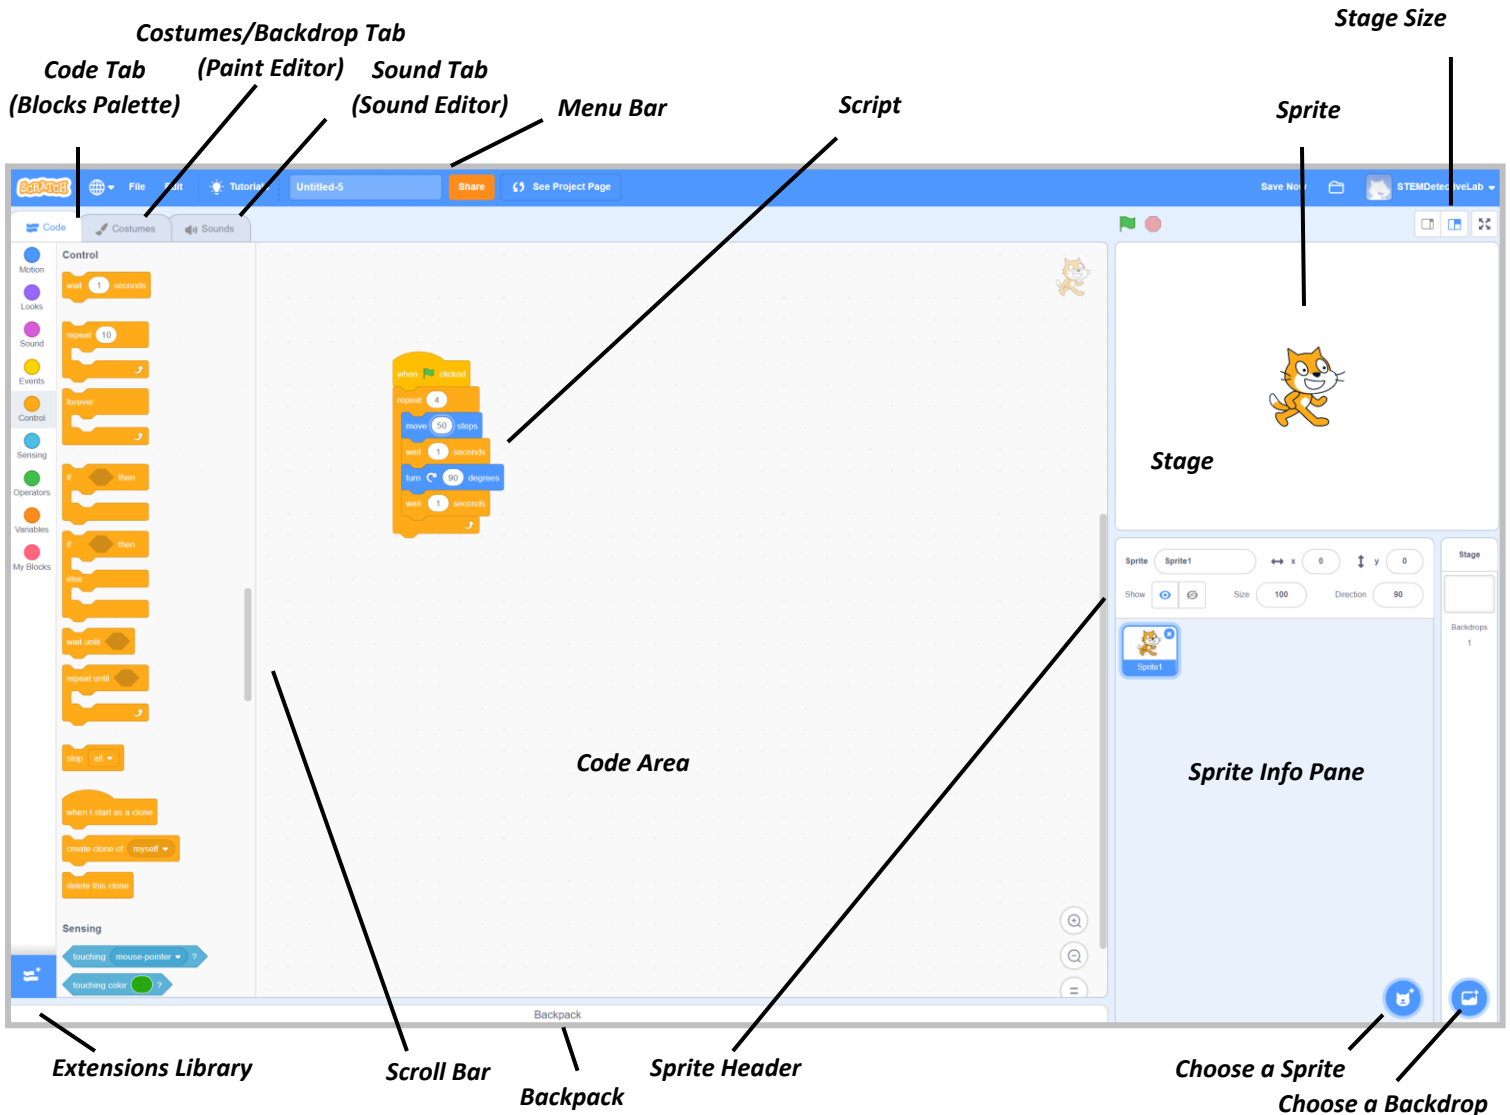 Stage Size
Costumes/Backdrop Tab
(Paint Editor)
Code Tab
(Blocks Palette)
Sound Tab
(Sound Editor)
Menu Bar
Script
Sprite
SCRATCH
File
Edit
Tutorials
Untitled-5
Share
See Project Page
Save Now
STEMDetectiveLab
Code
Costumes
Sounds
Motion
Looks
Sound
Events
Control
Sensing
Operators
Variables
My Blocks
Control
wait 1 seconds
repeat 10
forever
if then
if then
else
wait until
repeat until
stop all
when I start as a clone
create clone of myself
delete this clone
Sensing
touching mouse-pointer ?
touching color ?
when clicked
repeat 4
move 50 steps
wait 1 seconds
turn 90 degrees
wait 1 seconds
Code Area
Stage
Sprite Sprite1 x 0 y 0
Show Size 100 Direction 90
Sprite1
Stage
Backdrops
1
Sprite Info Pane
Backpack
Extensions Library
Scroll Bar
Backpack
Sprite Header
Choose a Sprite
Choose a Backdrop